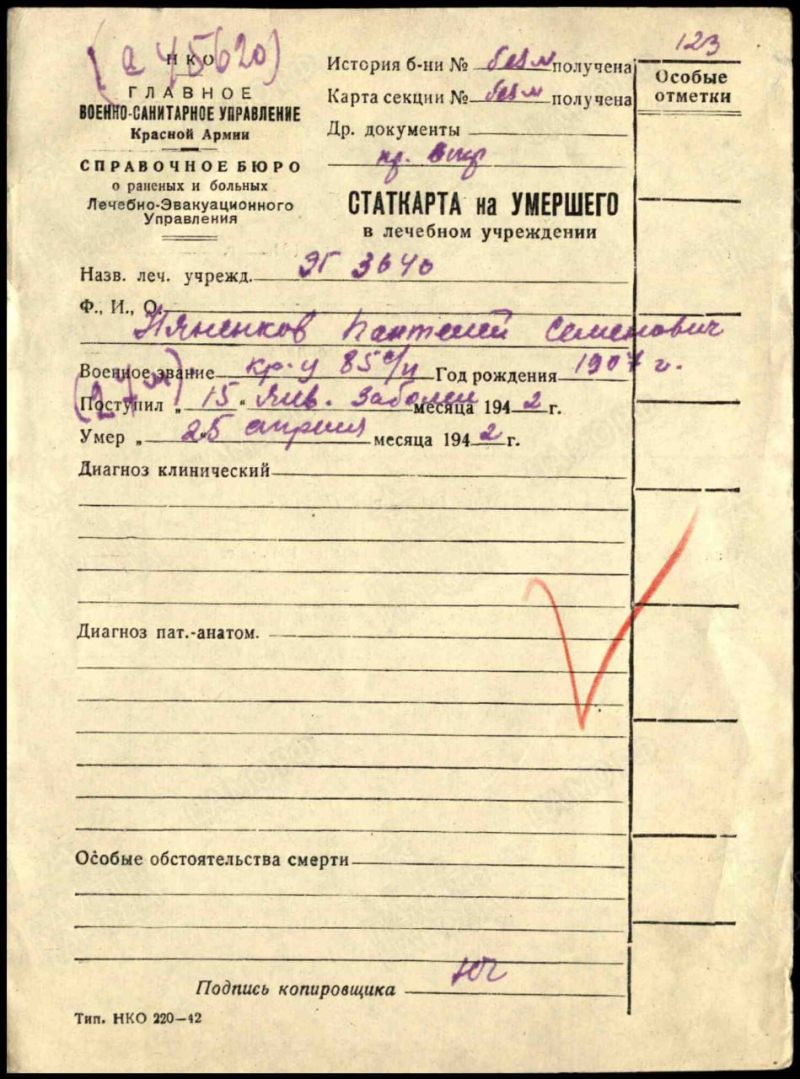 123
(а 45620)
НКО
ГЛАВНОЕ
ВОЕННО-САНИТАРНОЕ УПРАВЛЕНИЕ
Красной Армии
СПРАВОЧНОЕ БЮРО
о раненых и больных
Лечебно-Эвакуационного
Управления
История б-ни № получена
Карта секции № получена
Др. документы
Особые
отметки
СТАТКАРТА на УМЕРШЕГО
в лечебном учреждении
Назв. леч. учрежд. ЭГ 3640
Ф., И., О.
Няненков Пантелей Семенович
Военное звание кр-ц 85 Год рождения 1907 г.
Поступил „ 15 " Янв. месяца 1942 г.
Умер „ 25 " апреля месяца 1942 г.
Диагноз клинический
Диагноз пат.-анатом.
Особые обстоятельства смерти
Подпись копировщика
Тип. НКО 220—42